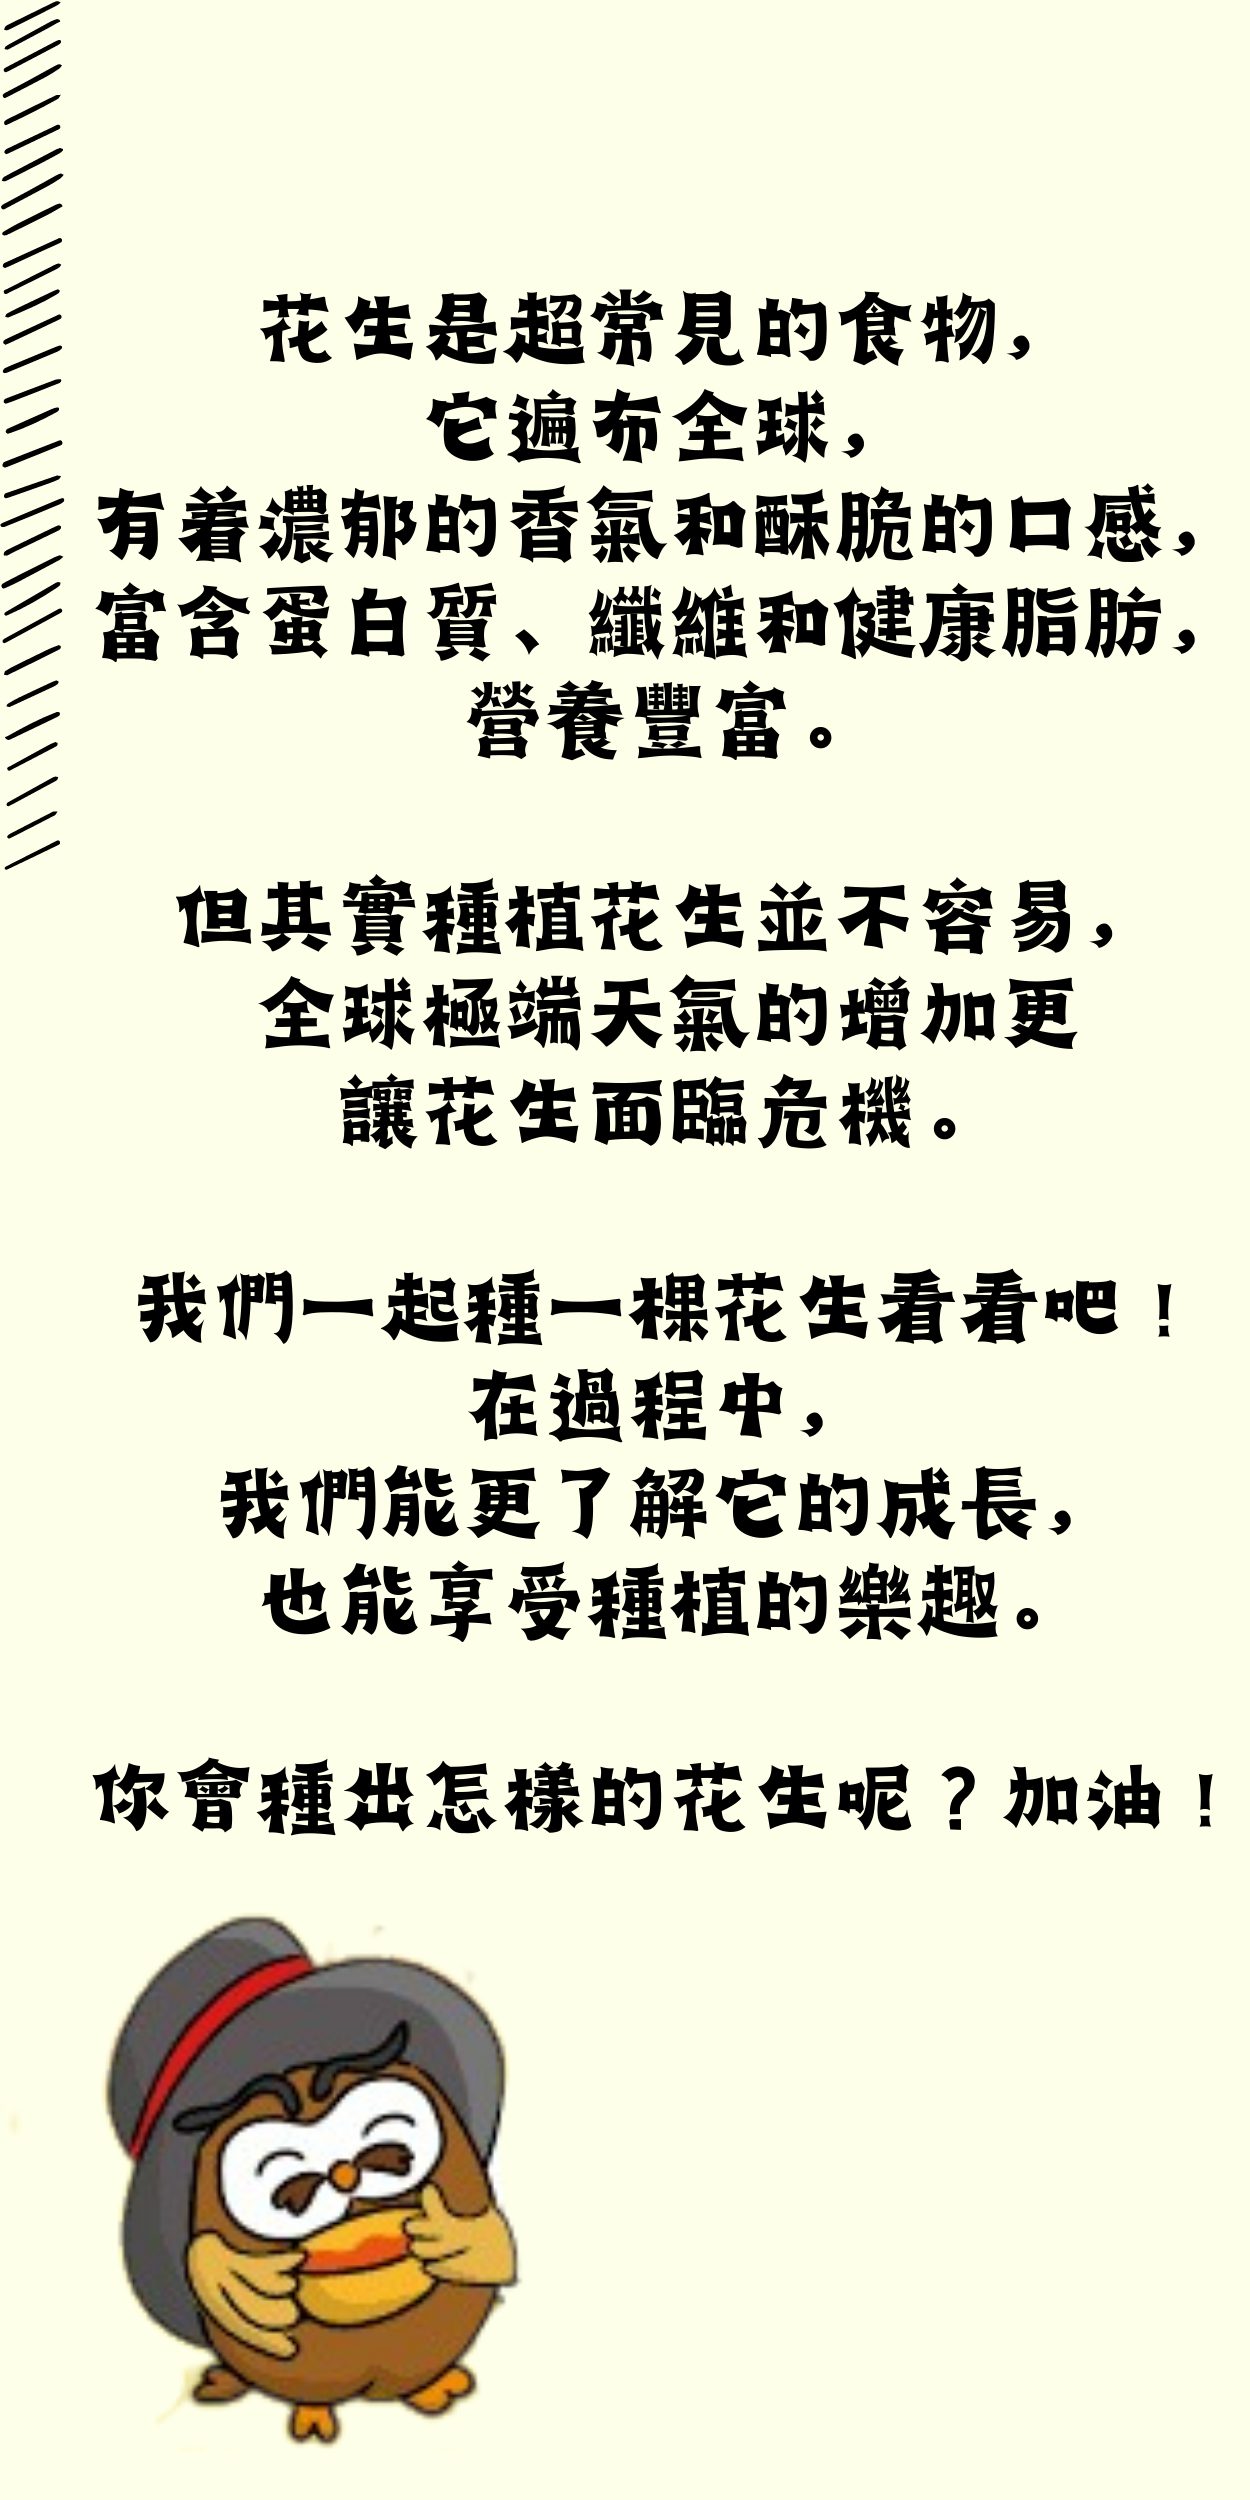 花生是超常見的食物，
它遍布全球，
有着濃郁的香氣和酥脆的口感，
富含蛋白質、纖維和健康脂肪，
營養豐富。
但其實種植花生並不容易，
全球極端天氣的增加更
讓花生面臨危機。
我們一起種一棵花生看看吧！
在過程中，
我們能更了解它的成長，
也能享受種植的樂趣。
你會種出怎樣的花生呢？加油！